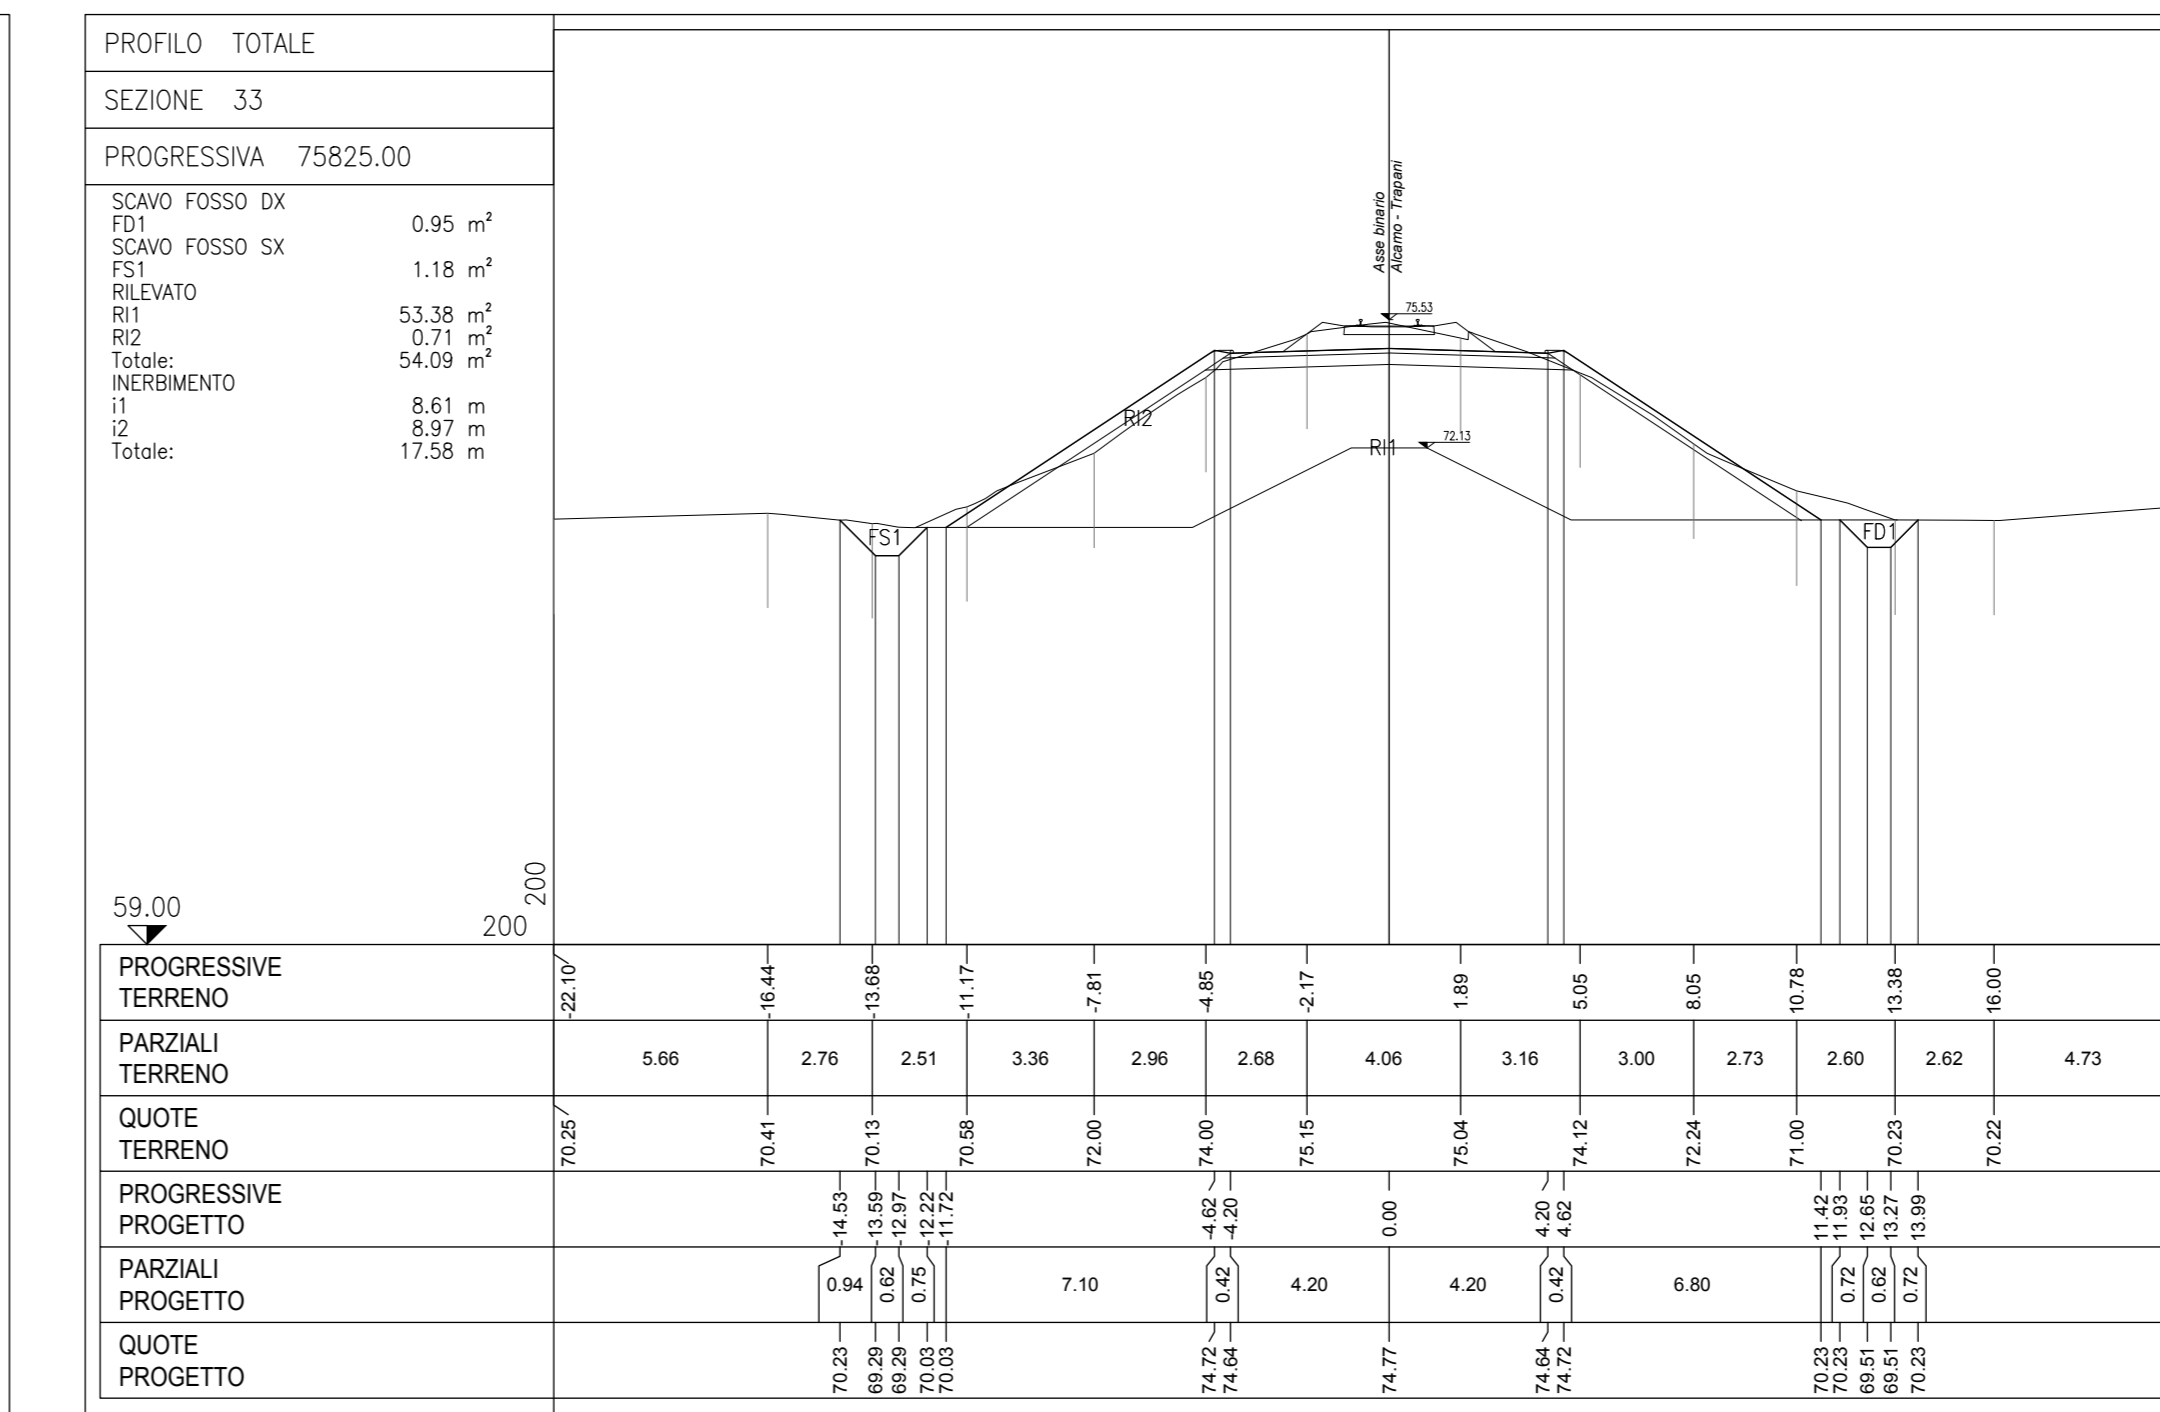 PROFILO TOTALE
SEZIONE 33
PROGRESSIVA 75825.00
SCAVO FOSSO DX
FD1 0.95 m²
SCAVO FOSSO SX
FS1 1.18 m²
RILEVATO
RI1 53.38 m²
RI2 0.71 m²
Totale: 54.09 m²
INERBIMENTO
i1 8.61 m
i2 8.97 m
Totale: 17.58 m
Asse binario
Alcamo - Trapani
75.53
RI2
RI1
72.13
FS1
FD1
59.00
200
200
PROGRESSIVE
TERRENO
-22.10 -16.44 -13.68 -11.17 -7.81 -4.85 -2.17 1.89 5.05 8.05 10.78 13.38 16.00
PARZIALI
TERRENO
5.66 2.76 2.51 3.36 2.96 2.68 4.06 3.16 3.00 2.73 2.60 2.62 4.73
QUOTE
TERRENO
70.25 70.41 70.13 70.58 72.00 74.00 75.15 75.04 74.12 72.24 71.00 70.23 70.22
PROGRESSIVE
PROGETTO
-14.53 -13.59 -12.97 -12.22 -11.72 -4.62 -4.20 0.00 4.20 4.62 11.42 11.93 12.65 13.27 13.99
PARZIALI
PROGETTO
0.94 0.62 0.75 7.10 0.42 4.20 4.20 0.42 6.80 0.72 0.62 0.72
QUOTE
PROGETTO
70.23 69.29 69.29 70.03 70.03 74.72 74.64 74.77 74.64 74.72 70.23 70.23 69.51 69.51 70.23